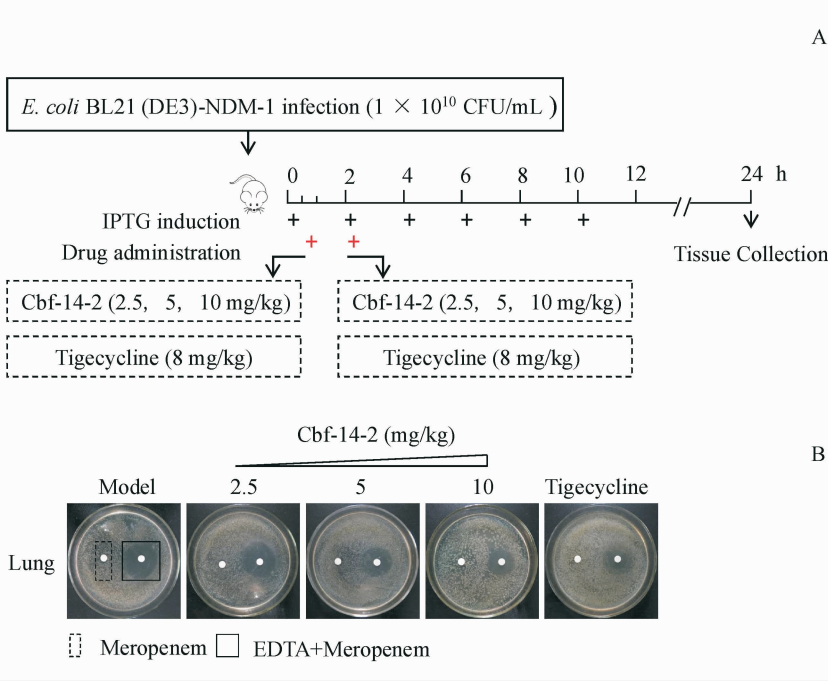 A
E. coli BL21 (DE3)-NDM-1 infection (1 × 10¹⁰ CFU/mL )
0 2 4 6 8 10 12 24 h
IPTG induction + + + + + +
Drug administration + +
Tissue Collection
Cbf-14-2 (2.5, 5, 10 mg/kg) Cbf-14-2 (2.5, 5, 10 mg/kg)
Tigecycline (8 mg/kg) Tigecycline (8 mg/kg)
Cbf-14-2 (mg/kg)
B
Model 2.5 5 10 Tigecycline
Lung
Meropenem EDTA+Meropenem